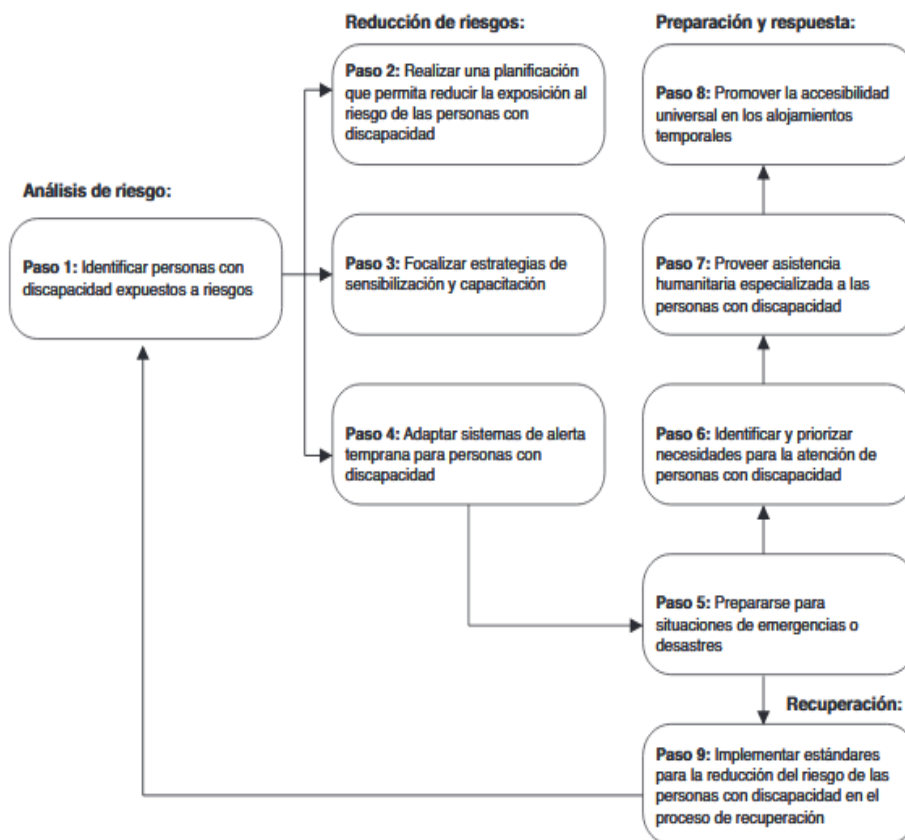 Análisis de riesgo:
Paso 1: Identificar personas con
discapacidad expuestos a riesgos
Reducción de riesgos:
Paso 2: Realizar una planificación
que permita reducir la exposición al
riesgo de las personas con
discapacidad
Paso 3: Focalizar estrategias de
sensibilización y capacitación
Paso 4: Adaptar sistemas de alerta
temprana para personas con
discapacidad
Preparación y respuesta:
Paso 8: Promover la accesibilidad
universal en los alojamientos
temporales
Paso 7: Proveer asistencia
humanitaria especializada a las
personas con discapacidad
Paso 6: Identificar y priorizar
necesidades para la atención de
personas con discapacidad
Paso 5: Prepararse para
situaciones de emergencias o
desastres
Recuperación:
Paso 9: Implementar estándares
para la reducción del riesgo de las
personas con discapacidad en el
proceso de recuperación